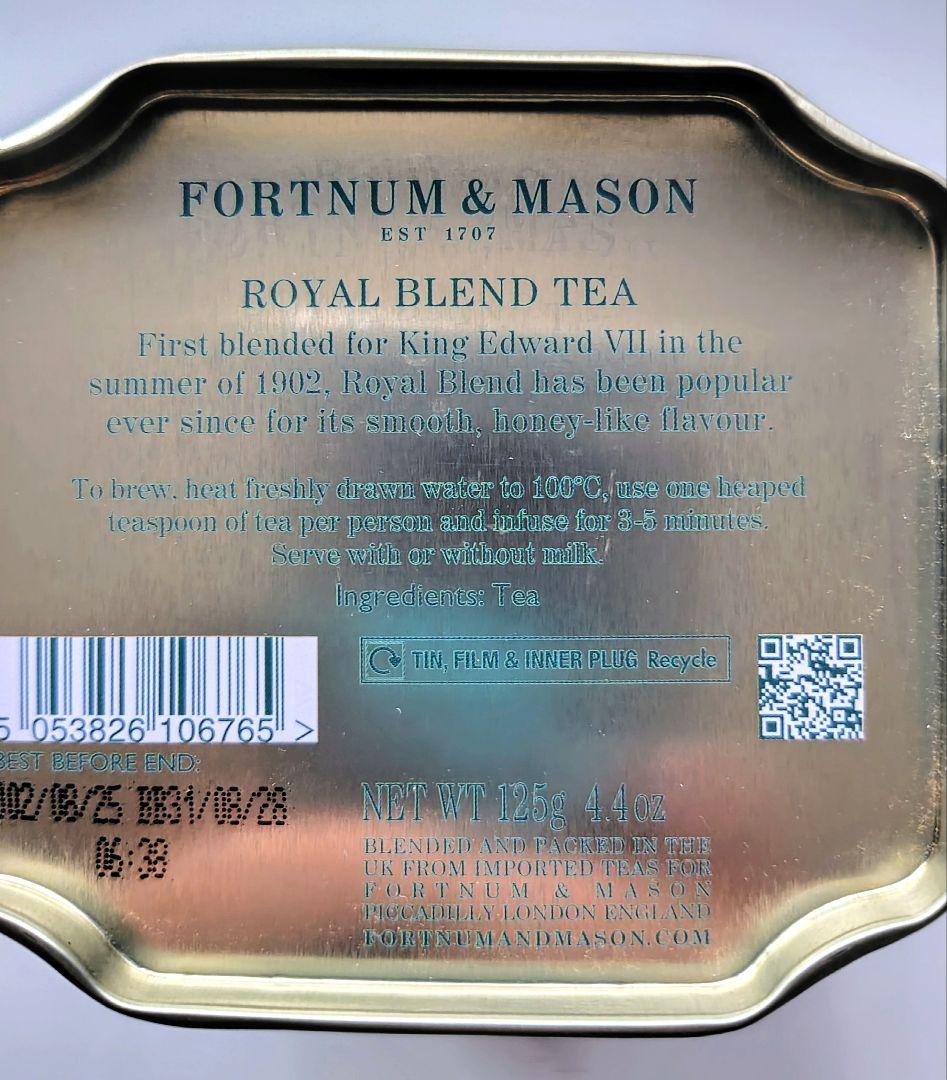 FORTNUM & MASON
EST 1707
ROYAL BLEND TEA
First blended for King Edward VII in the
summer of 1902, Royal Blend has been popular
ever since for its smooth, honey-like flavour.
To brew, heat freshly drawn water to 100°C, use one heaped
teaspoon of tea per person and infuse for 3-5 minutes.
Serve with or without milk.
Ingredients: Tea
TIN, FILM & INNER PLUG Recycle
5 053826 106765 >
BEST BEFORE END:
06:38
NET WT 125g 4.4oz
BLENDED AND PACKED IN THE
UK FROM IMPORTED TEAS FOR
FORTNUM & MASON
PICCADILLY LONDON ENGLAND
FORTNUMANDMASON.COM